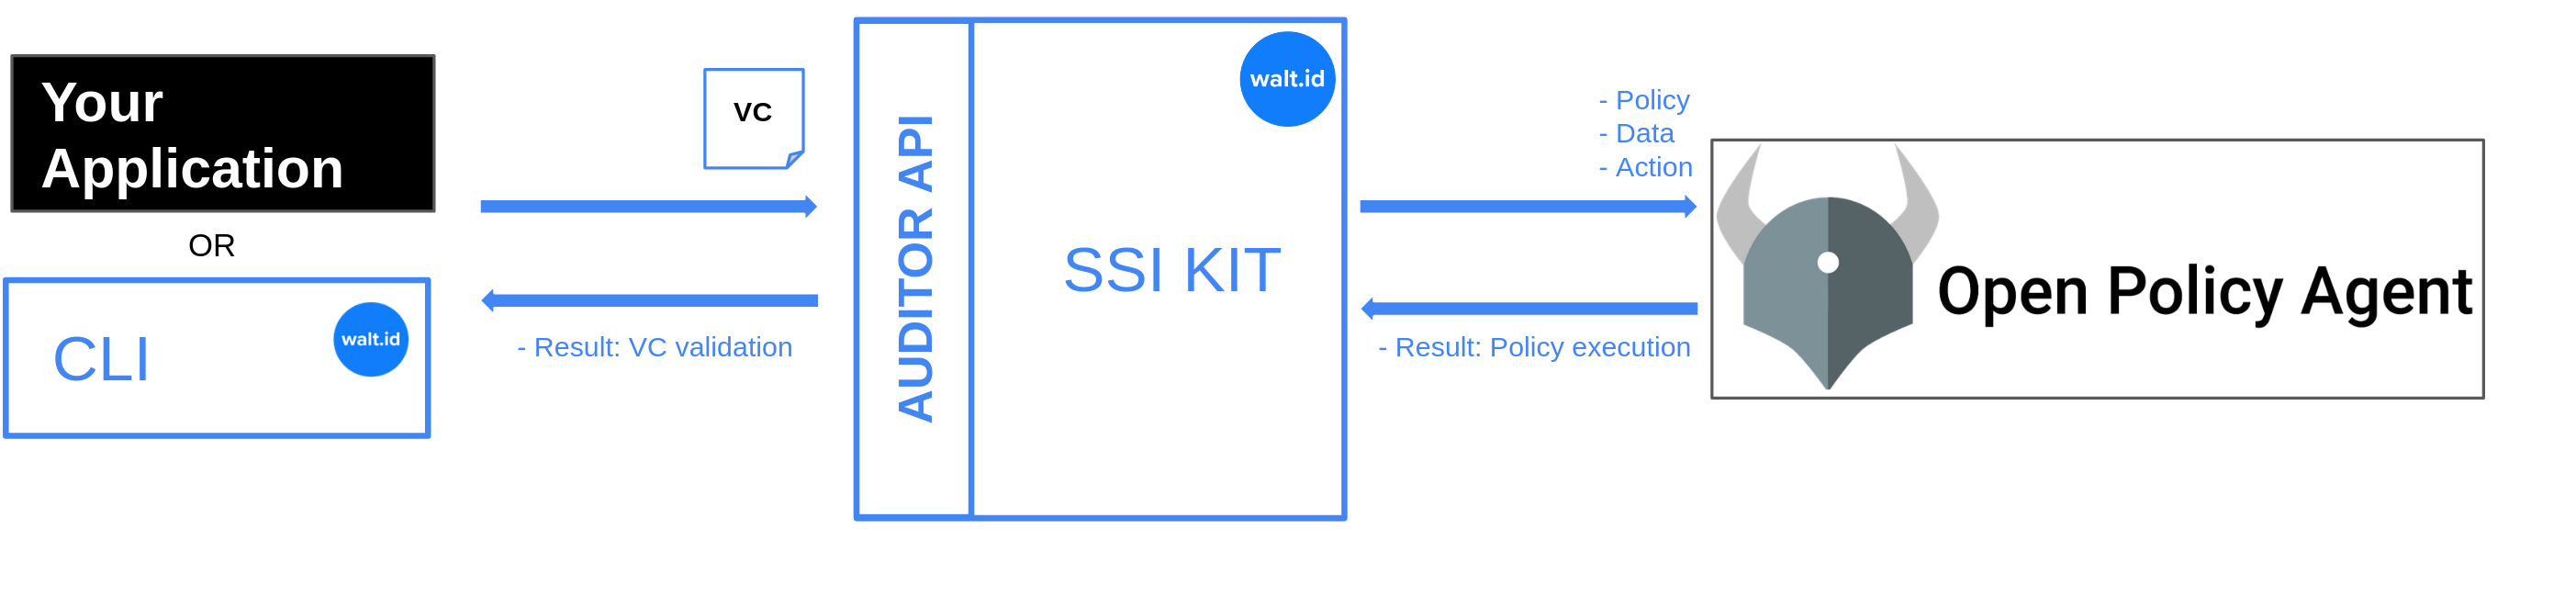 Your
Application
OR
CLI
walt.id
VC
- Result: VC validation
AUDITOR API
SSI KIT
walt.id
- Policy
- Data
- Action
- Result: Policy execution
Open Policy Agent